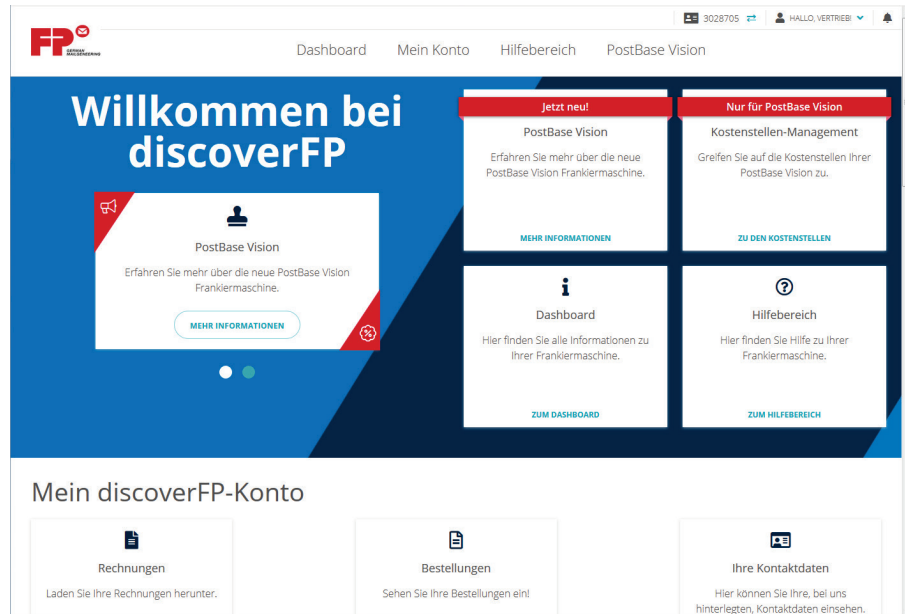 3028705
HALLO, VERTRIEB!
FP
GERMAN
MAILGENEERING
Dashboard Mein Konto Hilfebereich PostBase Vision
Willkommen bei
discoverFP
PostBase Vision
Erfahren Sie mehr über die neue PostBase Vision
Frankiermaschine.
MEHR INFORMATIONEN
Jetzt neu!
PostBase Vision
Erfahren Sie mehr über die neue
PostBase Vision Frankiermaschine.
MEHR INFORMATIONEN
Nur für PostBase Vision
Kostenstellen-Management
Greifen Sie auf die Kostenstellen Ihrer
PostBase Vision zu.
ZU DEN KOSTENSTELLEN
Dashboard
Hier finden Sie alle Informationen zu
Ihrer Frankiermaschine.
ZUM DASHBOARD
Hilfebereich
Hier finden Sie Hilfe zu Ihrer
Frankiermaschine.
ZUM HILFEBEREICH
Mein discoverFP-Konto
Rechnungen
Laden Sie Ihre Rechnungen herunter.
Bestellungen
Sehen Sie Ihre Bestellungen ein!
Ihre Kontaktdaten
Hier können Sie Ihre, bei uns
hinterlegten, Kontaktdaten einsehen.